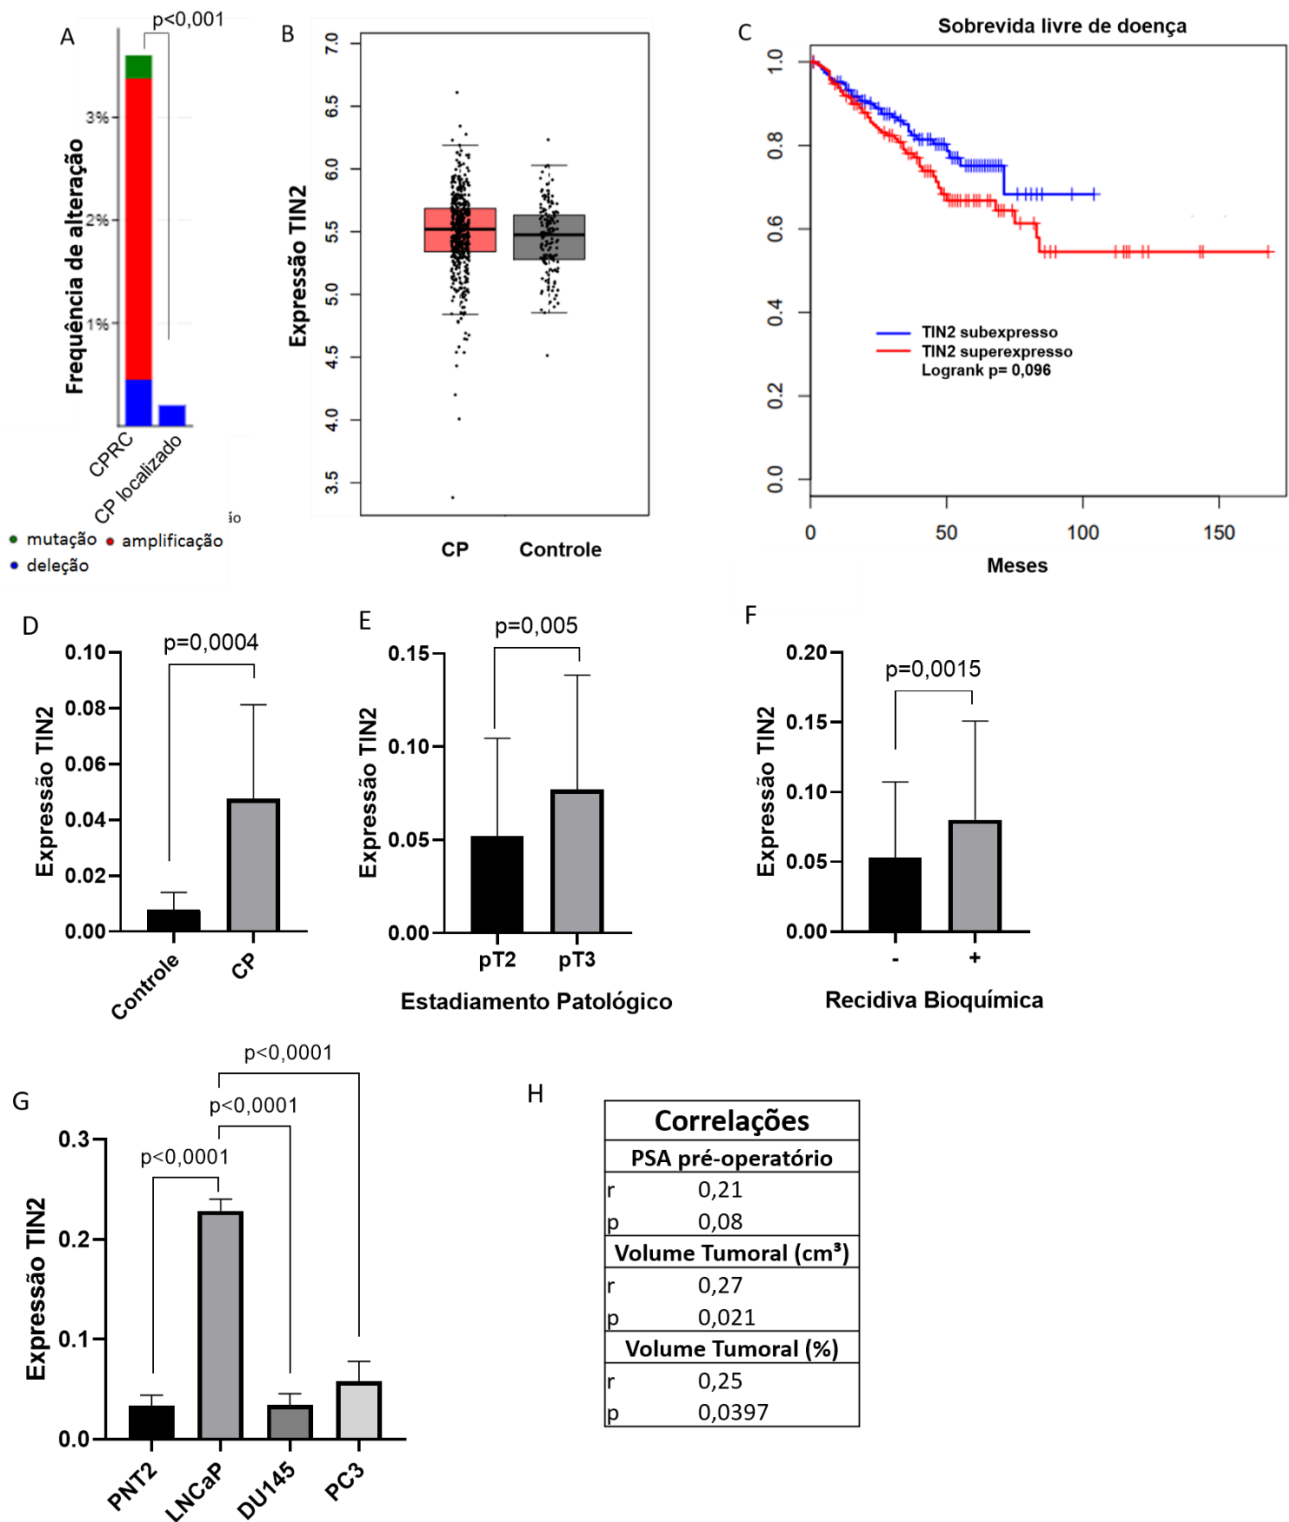 A
p<0,001
Frequência de alteração
3%
2%
1%
CPRC
CP localizado
ão
mutação
amplificação
deleção
B
Expressão TIN2
7.0
6.5
6.0
5.5
5.0
4.5
4.0
3.5
CP
Controle
C
Sobrevida livre de doença
1.0
0.8
0.6
0.4
0.2
0.0
TIN2 subexpresso
TIN2 superexpresso
Logrank p= 0,096
0
50
100
150
Meses
D
p=0,0004
Expressão TIN2
0.10
0.08
0.06
0.04
0.02
0.00
Controle
CP
E
p=0,005
Expressão TIN2
0.15
0.10
0.05
0.00
pT2
pT3
Estadiamento Patológico
F
p=0,0015
Expressão TIN2
0.20
0.15
0.10
0.05
0.00
-
+
Recidiva Bioquímica
G
p<0,0001
p<0,0001
p<0,0001
Expressão TIN2
0.3
0.2
0.1
0.0
PNT2
LNCaP
DU145
PC3
H
Correlações
PSA pré-operatório
r 0,21
p 0,08
Volume Tumoral (cm³)
r 0,27
p 0,021
Volume Tumoral (%)
r 0,25
p 0,0397